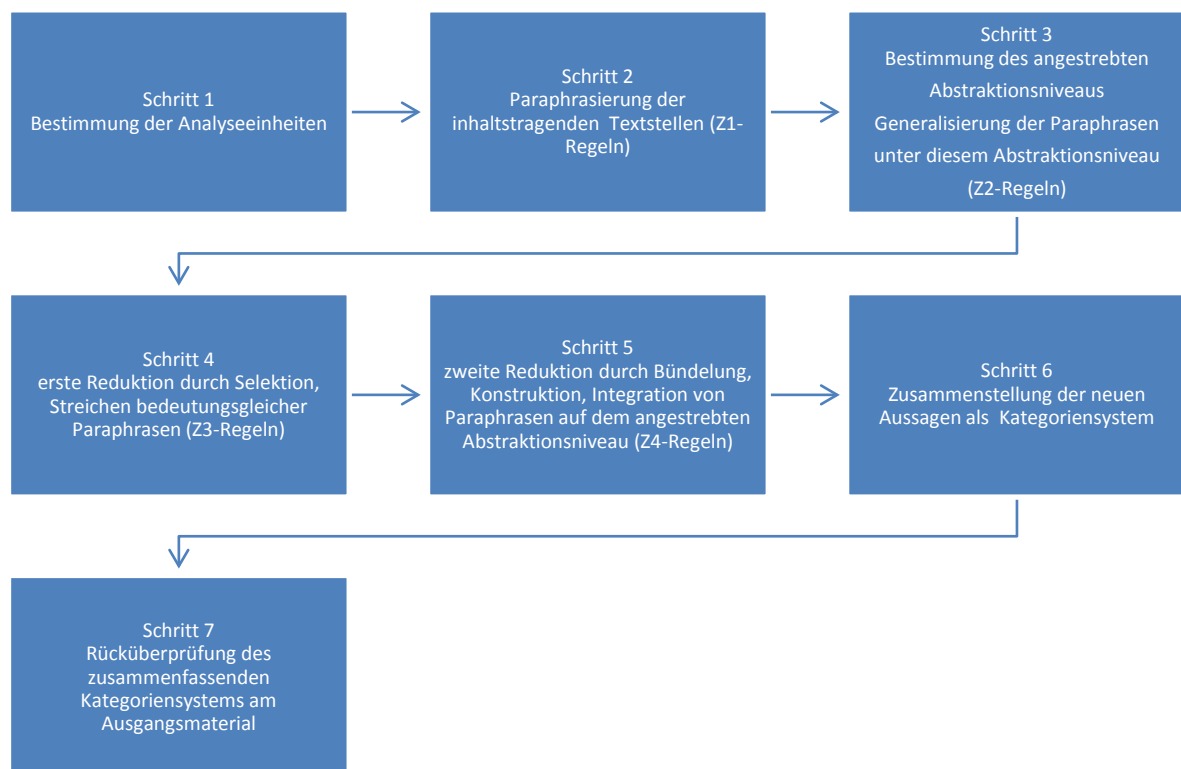 Schritt 1
Bestimmung der Analyseeinheiten
Schritt 2
Paraphrasierung der
inhaltstragenden Textstellen (Z1-
Regeln)
Schritt 3
Bestimmung des angestrebten
Abstraktionsniveaus
Generalisierung der Paraphrasen
unter diesem Abstraktionsniveau
(Z2-Regeln)
Schritt 4
erste Reduktion durch Selektion,
Streichen bedeutungsgleicher
Paraphrasen (Z3-Regeln)
Schritt 5
zweite Reduktion durch Bündelung,
Konstruktion, Integration von
Paraphrasen auf dem angestrebten
Abstraktionsniveau (Z4-Regeln)
Schritt 6
Zusammenstellung der neuen
Aussagen als Kategoriensystem
Schritt 7
Rücküberprüfung des
zusammenfassenden
Kategoriensystems am
Ausgangsmaterial